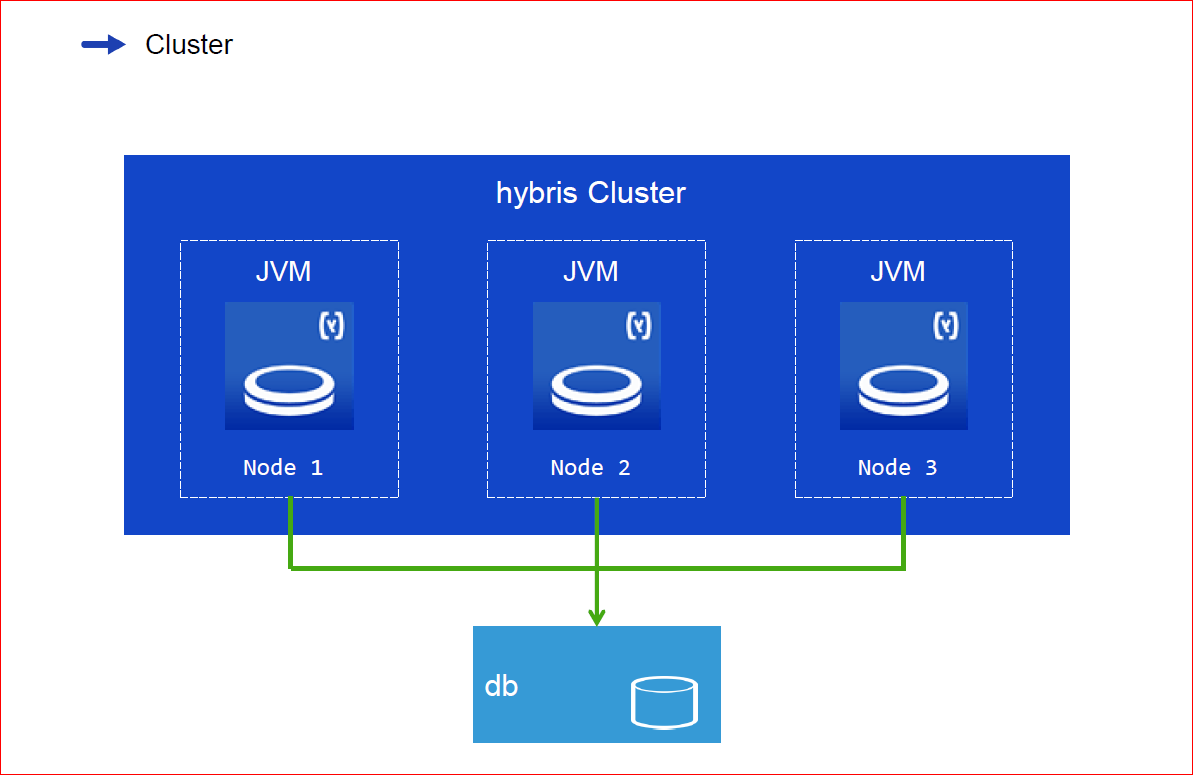 Cluster
hybris Cluster
JVM
JVM
JVM
Node 1
Node 2
Node 3
db